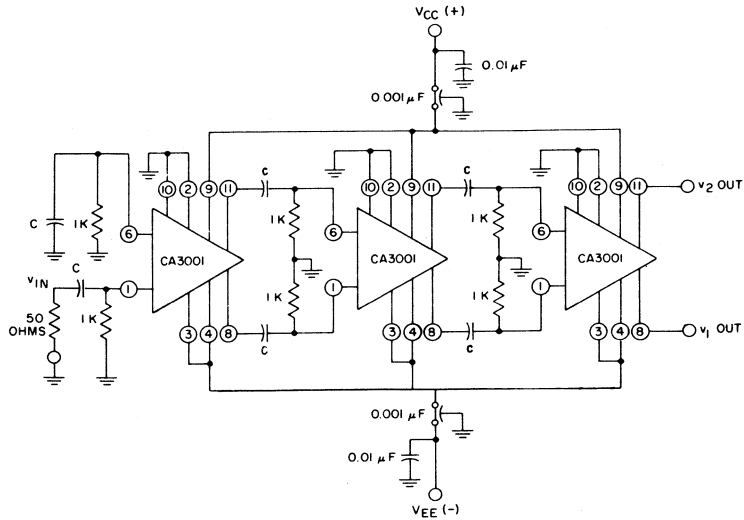 VCC (+)
0.01 µF
0.001 µF
C
C
10 2 9 11
10 2 9 11
10 2 9 11
V2 OUT
C
1K
6
1K
6
1K
6
CA3001
CA3001
CA3001
VIN
C
1
1K
1
1K
1
50
OHMS
1K
3 4 8
C
3 4 8
C
3 4 8
V1 OUT
0.001 µF
0.01 µF
VEE (-)